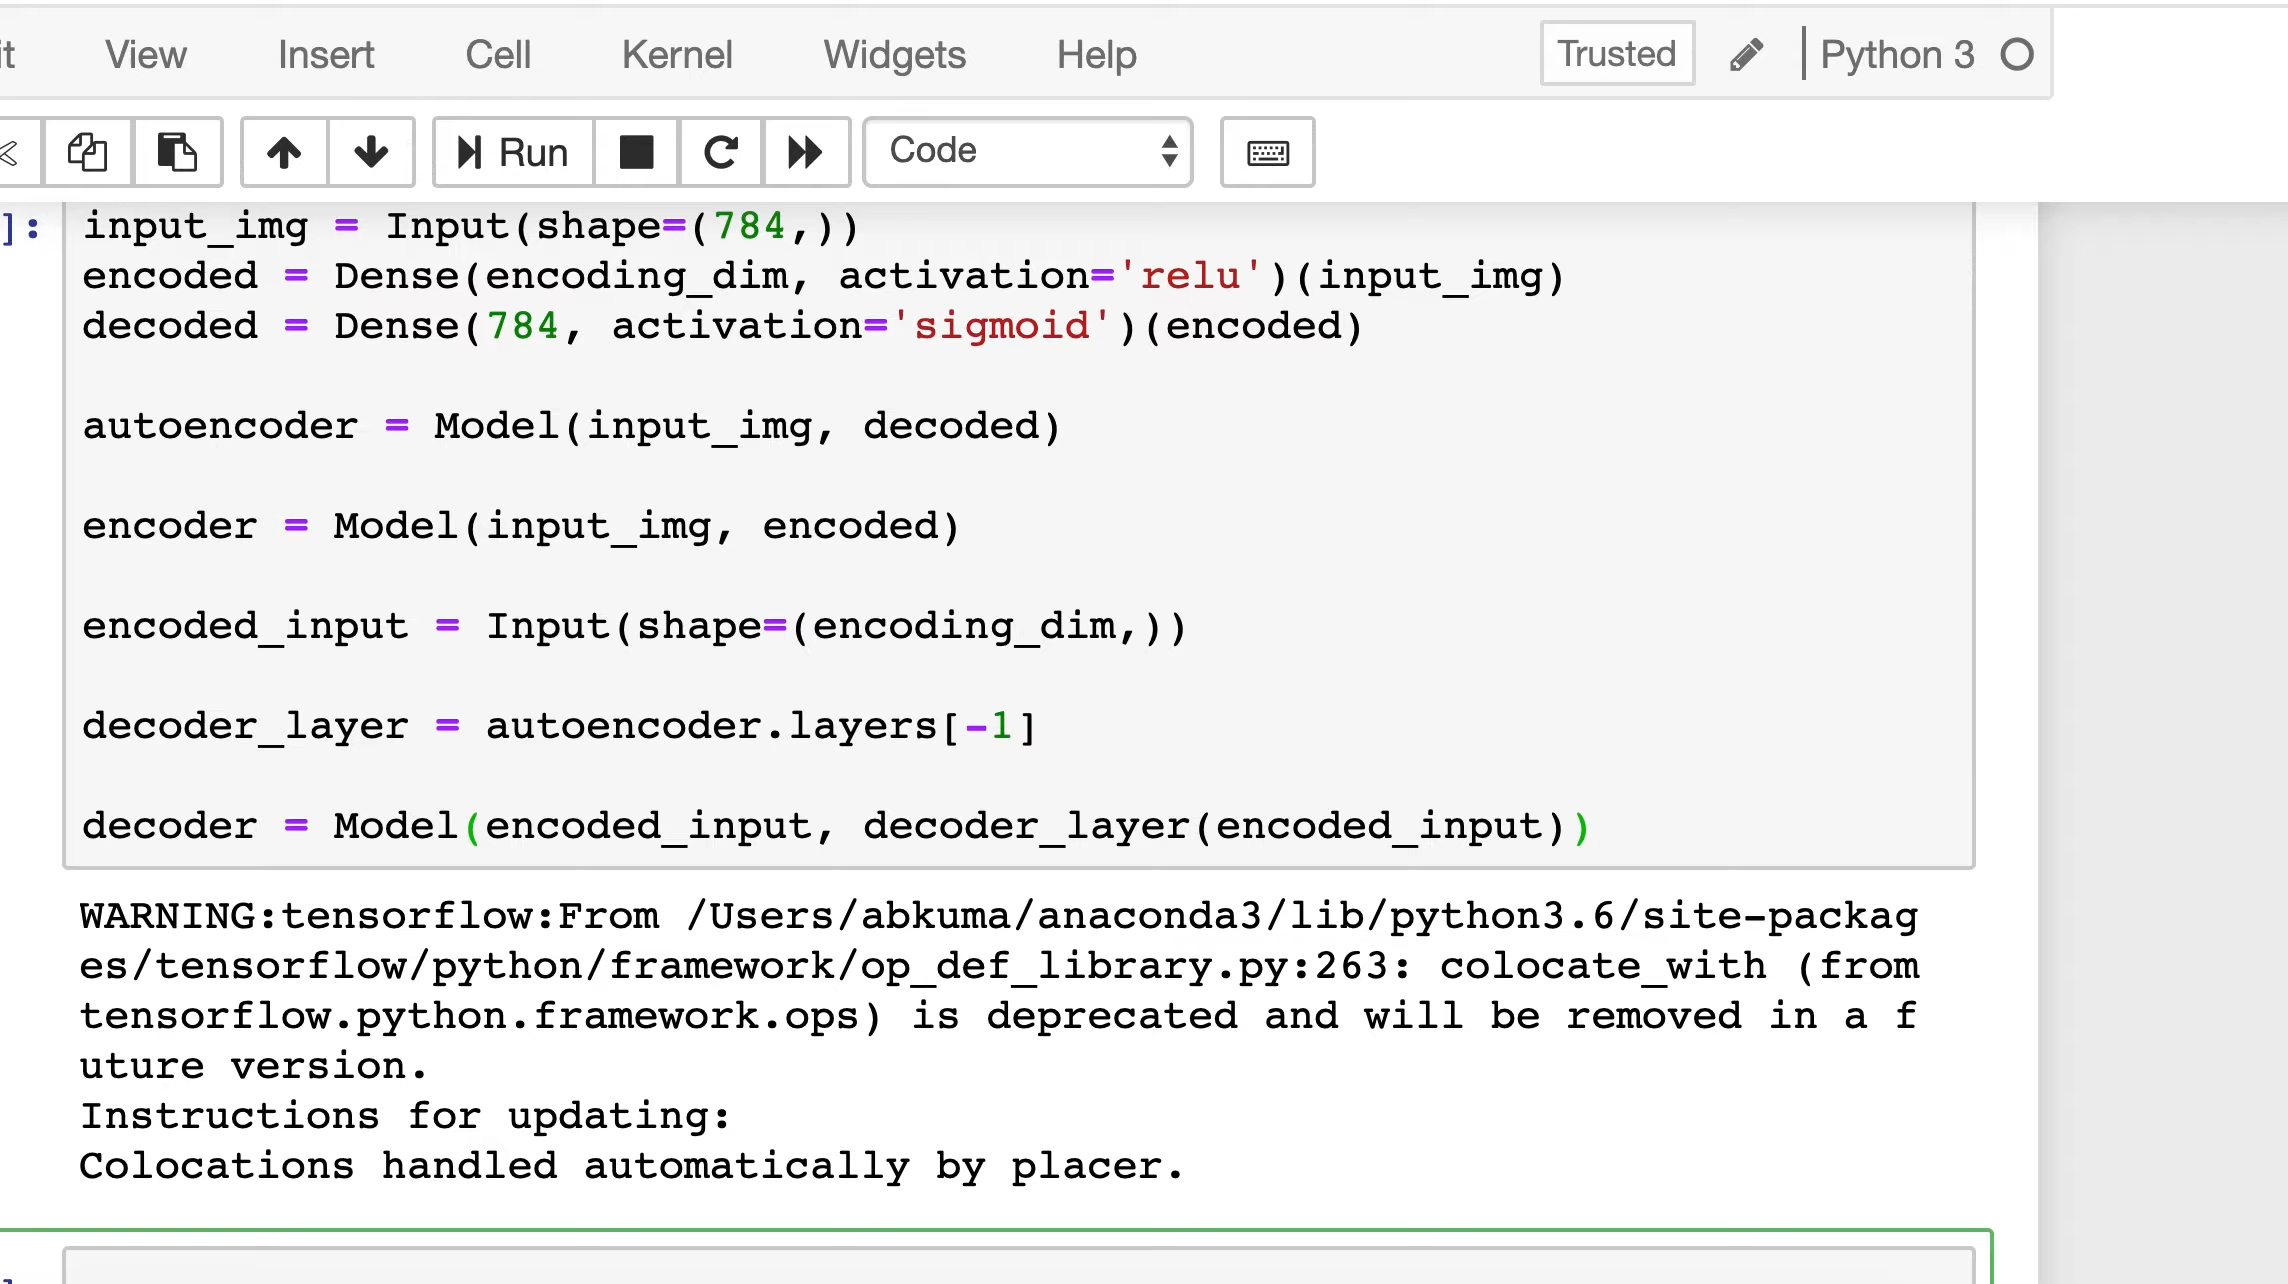 it View Insert Cell Kernel Widgets Help Trusted Python 3
Run Code
]: input_img = Input(shape=(784,))
encoded = Dense(encoding_dim, activation='relu')(input_img)
decoded = Dense(784, activation='sigmoid')(encoded)
autoencoder = Model(input_img, decoded)
encoder = Model(input_img, encoded)
encoded_input = Input(shape=(encoding_dim,))
decoder_layer = autoencoder.layers[-1]
decoder = Model(encoded_input, decoder_layer(encoded_input))
WARNING:tensorflow:From /Users/abkuma/anaconda3/lib/python3.6/site-packag
es/tensorflow/python/framework/op_def_library.py:263: colocate_with (from
tensorflow.python.framework.ops) is deprecated and will be removed in a f
uture version.
Instructions for updating:
Colocations handled automatically by placer.